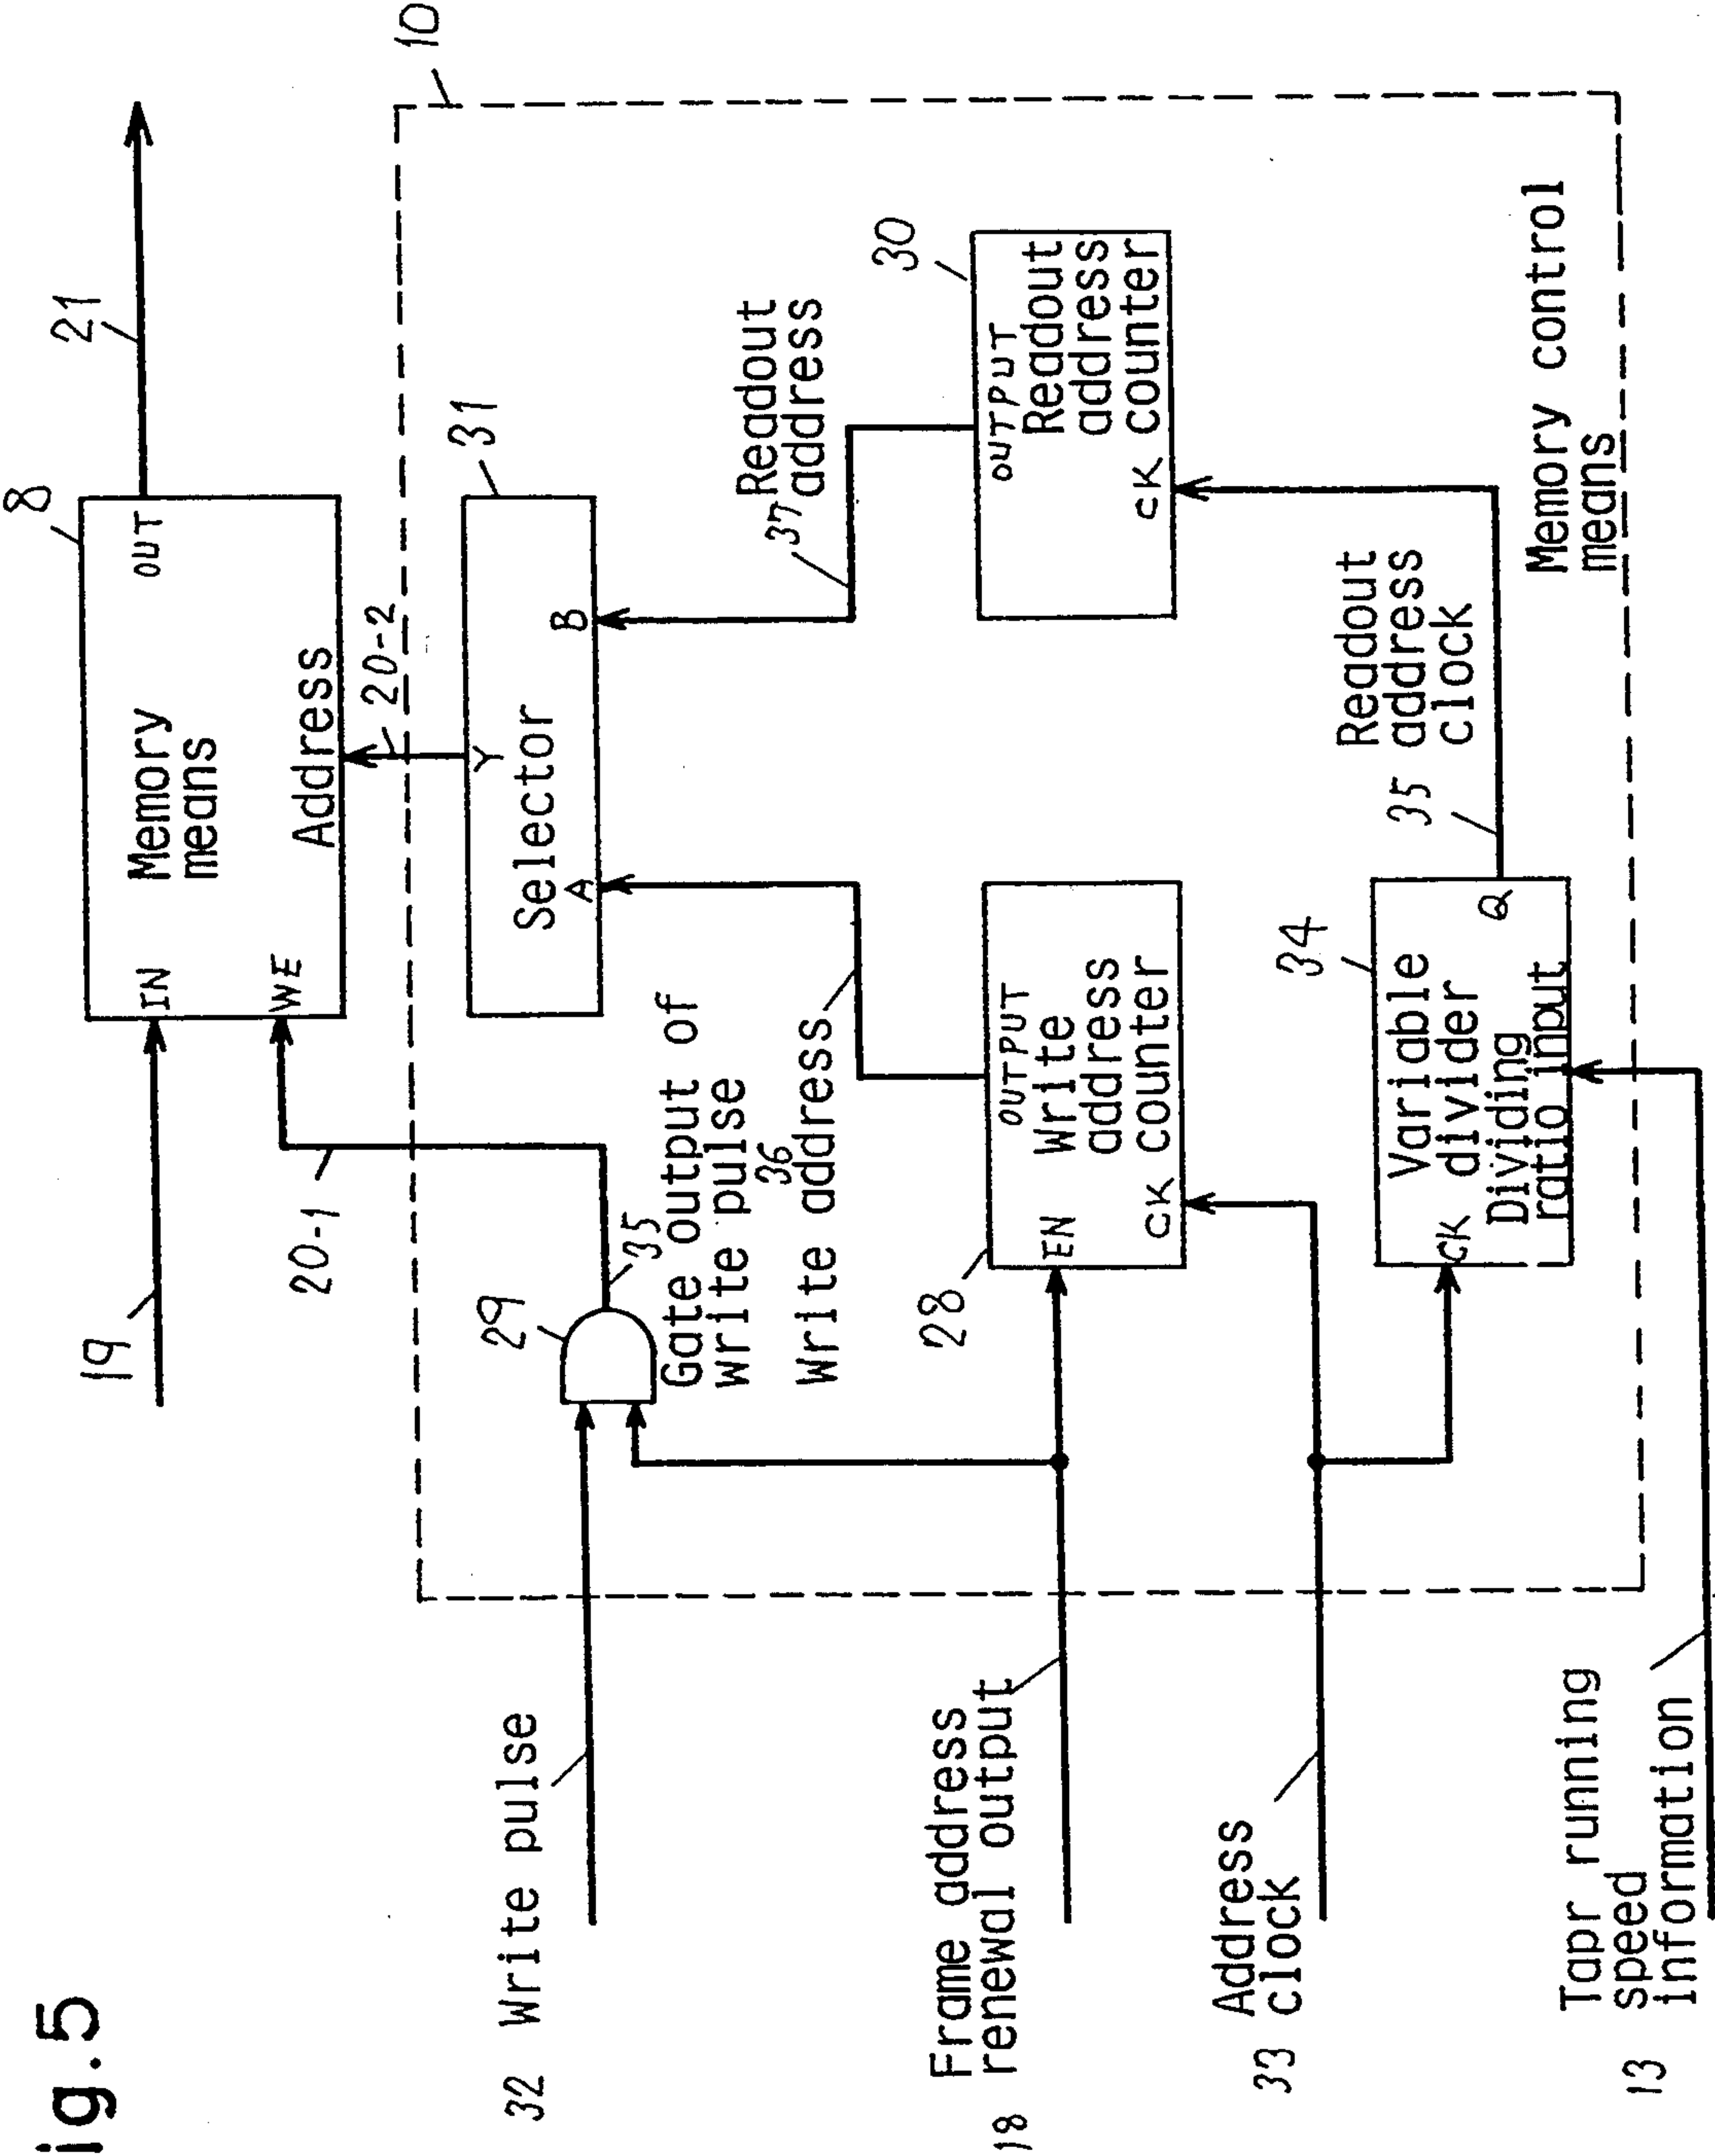 ig.5
8
21
19
IN
OUT
Memory
means
WE
Address
20-1
20-2
10
32 Write pulse
29
35
Gate output of
write pulse
31
Y
Selector
A
B
36
Write address
37
Readout
address
18
Frame address
renewal output
28
EN
OUTPUT
Write
address
counter
CK
30
OUTPUT
Readout
address
counter
CK
33
Address
clock
34
CK
Variable
divider
Dividing
ratio input
Q
35
Readout
address
clock
Memory control
means
13
Tapr running
speed
information